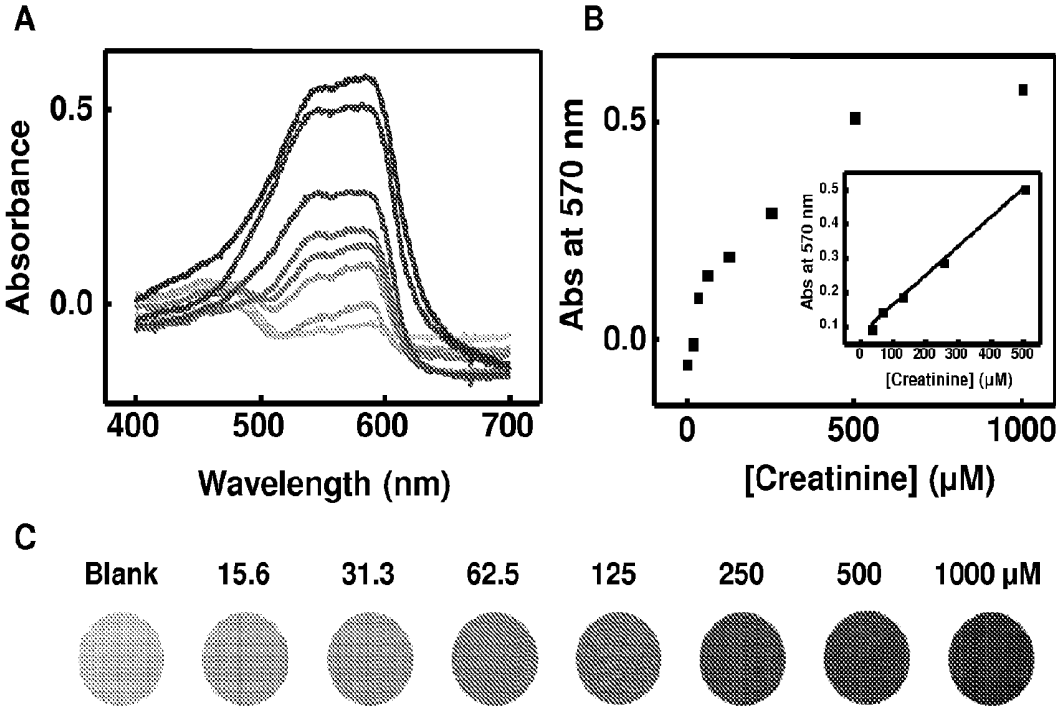 A
Absorbance
0.5
0.0
400 500 600 700
Wavelength (nm)
B
Abs at 570 nm
0.5
0.0
0 500 1000
[Creatinine] (µM)
Abs at 570 nm
0.5
0.4
0.3
0.2
0.1
0 100 200 300 400 500
[Creatinine] (µM)
C
Blank 15.6 31.3 62.5 125 250 500 1000 µM